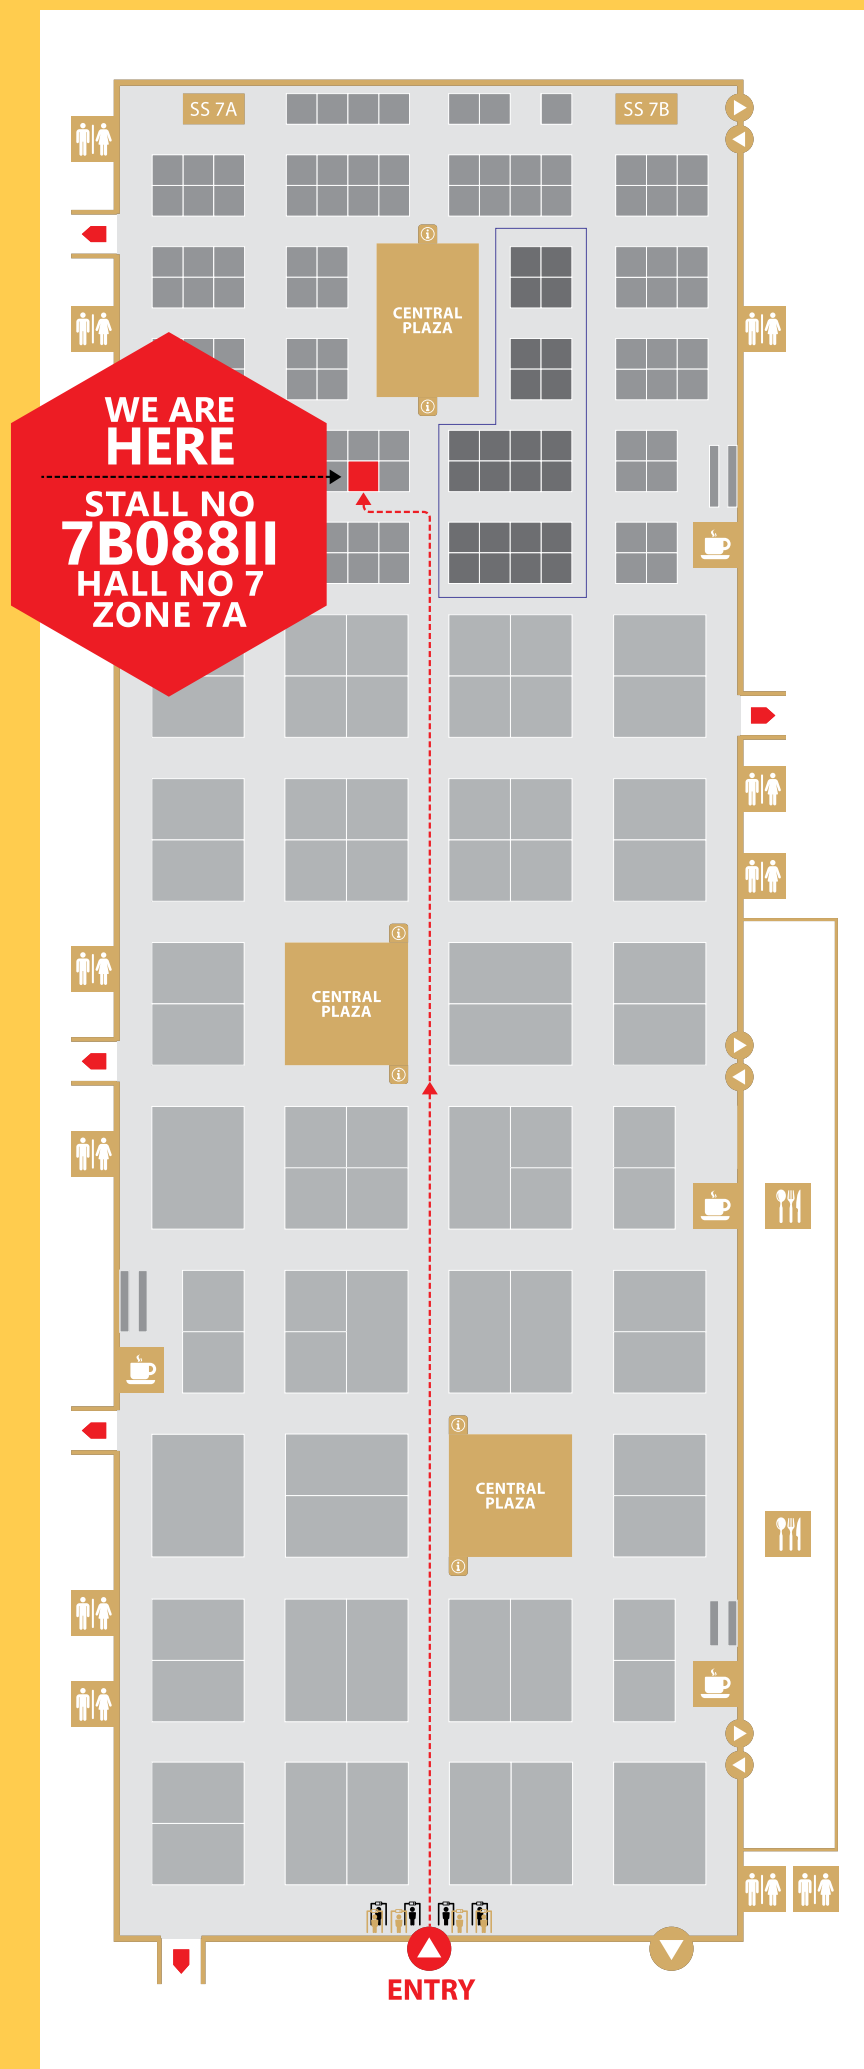 SS 7A
SS 7B
CENTRAL
PLAZA
WE ARE
HERE
STALL NO
7B088II
HALL NO 7
ZONE 7A
CENTRAL
PLAZA
CENTRAL
PLAZA
ENTRY